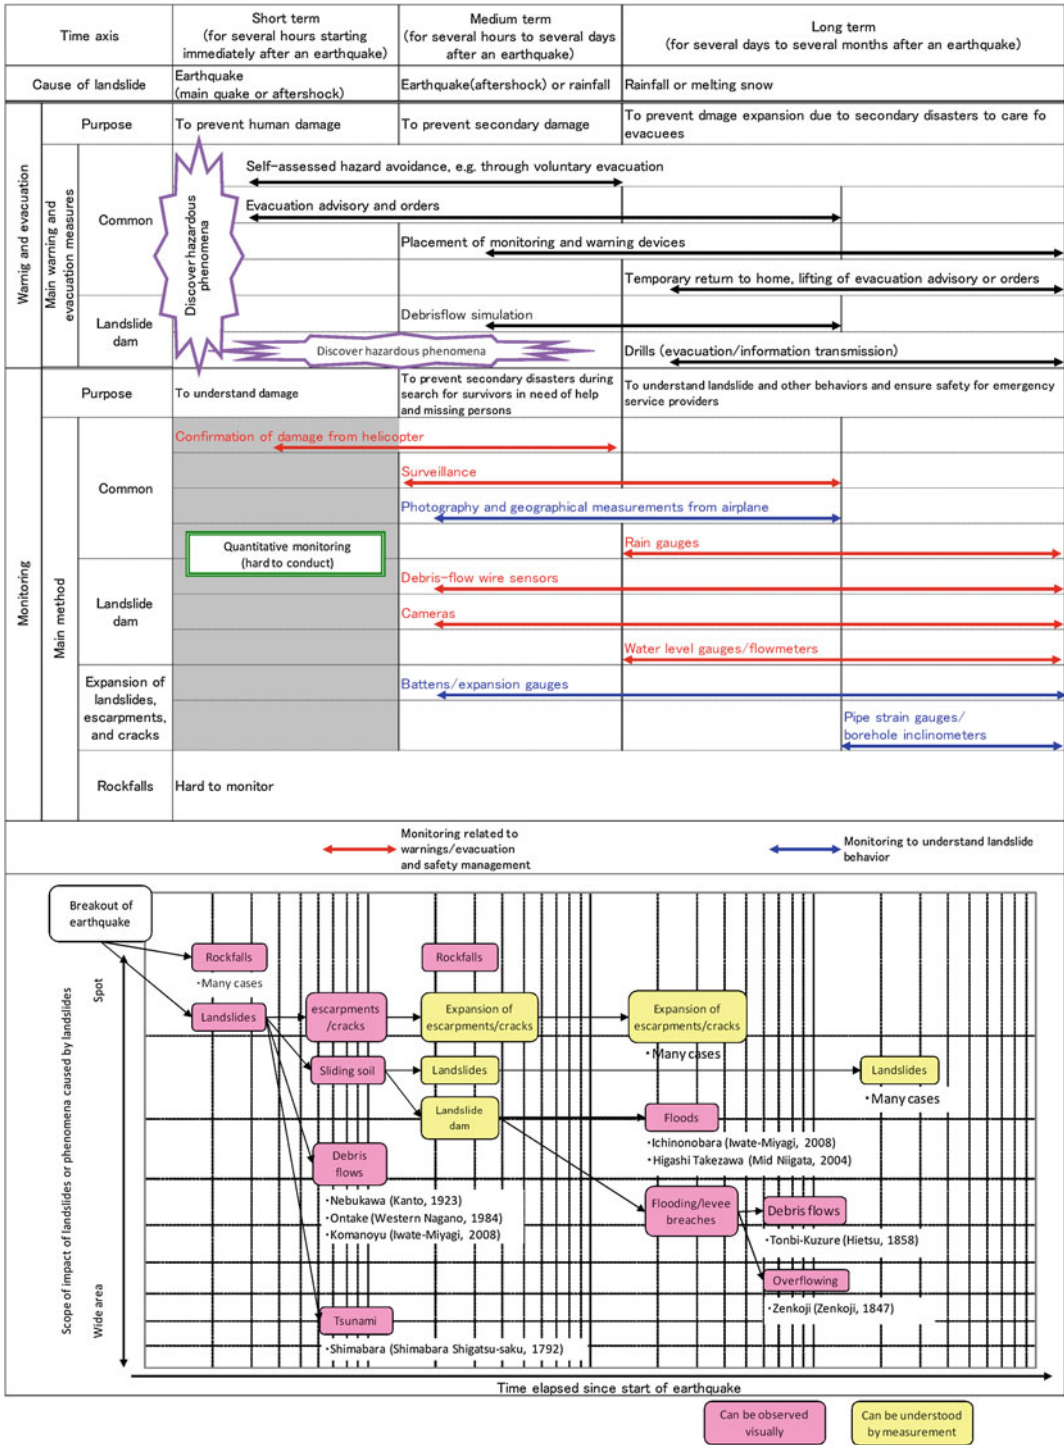 Time axis
Short term
(for several hours starting
immediately after an earthquake)
Medium term
(for several hours to several days
after an earthquake)
Long term
(for several days to several months after an earthquake)
Cause of landslide
Earthquake
(main quake or aftershock)
Earthquake(aftershock) or rainfall
Rainfall or melting snow
Warnig and evacuation
Purpose
To prevent human damage
To prevent secondary damage
To prevent dmage expansion due to secondary disasters to care fo
evacuees
Main warning and
evacuation measures
Common
Discover hazardous
phenomena
Self-assessed hazard avoidance, e.g. through voluntary evacuation
Evacuation advisory and orders
Placement of monitoring and warning devices
Temporary return to home, lifting of evacuation advisory or orders
Landslide
dam
Debrisflow simulation
Discover hazardous phenomena
Drills (evacuation/information transmission)
Monitoring
Purpose
To understand damage
To prevent secondary disasters during
search for survivors in need of help
and missing persons
To understand landslide and other behaviors and ensure safety for emergency
service providers
Main method
Common
Confirmation of damage from helicopter
Surveillance
Photography and geographical measurements from airplane
Quantitative monitoring
(hard to conduct)
Rain gauges
Landslide
dam
Debris-flow wire sensors
Cameras
Water level gauges/flowmeters
Expansion of
landslides,
escarpments,
and cracks
Battens/expansion gauges
Pipe strain gauges/
borehole inclinometers
Rockfalls
Hard to monitor
Monitoring related to
warnings/evacuation
and safety management
Monitoring to understand landslide
behavior
Breakout of
earthquake
Scope of impact of landslides or phenomena caused by landslides
Spot
Wide area
Rockfalls
・Many cases
Rockfalls
Landslides
escarpments
/cracks
Expansion of
escarpments/cracks
Expansion of
escarpments/cracks
・Many cases
Sliding soil
Landslides
Landslides
・Many cases
Landslide
dam
Floods
・Ichinonobara (Iwate-Miyagi, 2008)
・Higashi Takezawa (Mid Niigata, 2004)
Debris
flows
・Nebukawa (Kanto, 1923)
・Ontake (Western Nagano, 1984)
・Komanoyu (Iwate-Miyagi, 2008)
Flooding/levee
breaches
Debris flows
・Tonbi-Kuzure (Hietsu, 1858)
Overflowing
・Zenkoji (Zenkoji, 1847)
Tsunami
・Shimabara (Shimabara Shigatsu-saku, 1792)
Time elapsed since start of earthquake
Can be observed
visually
Can be understood
by measurement